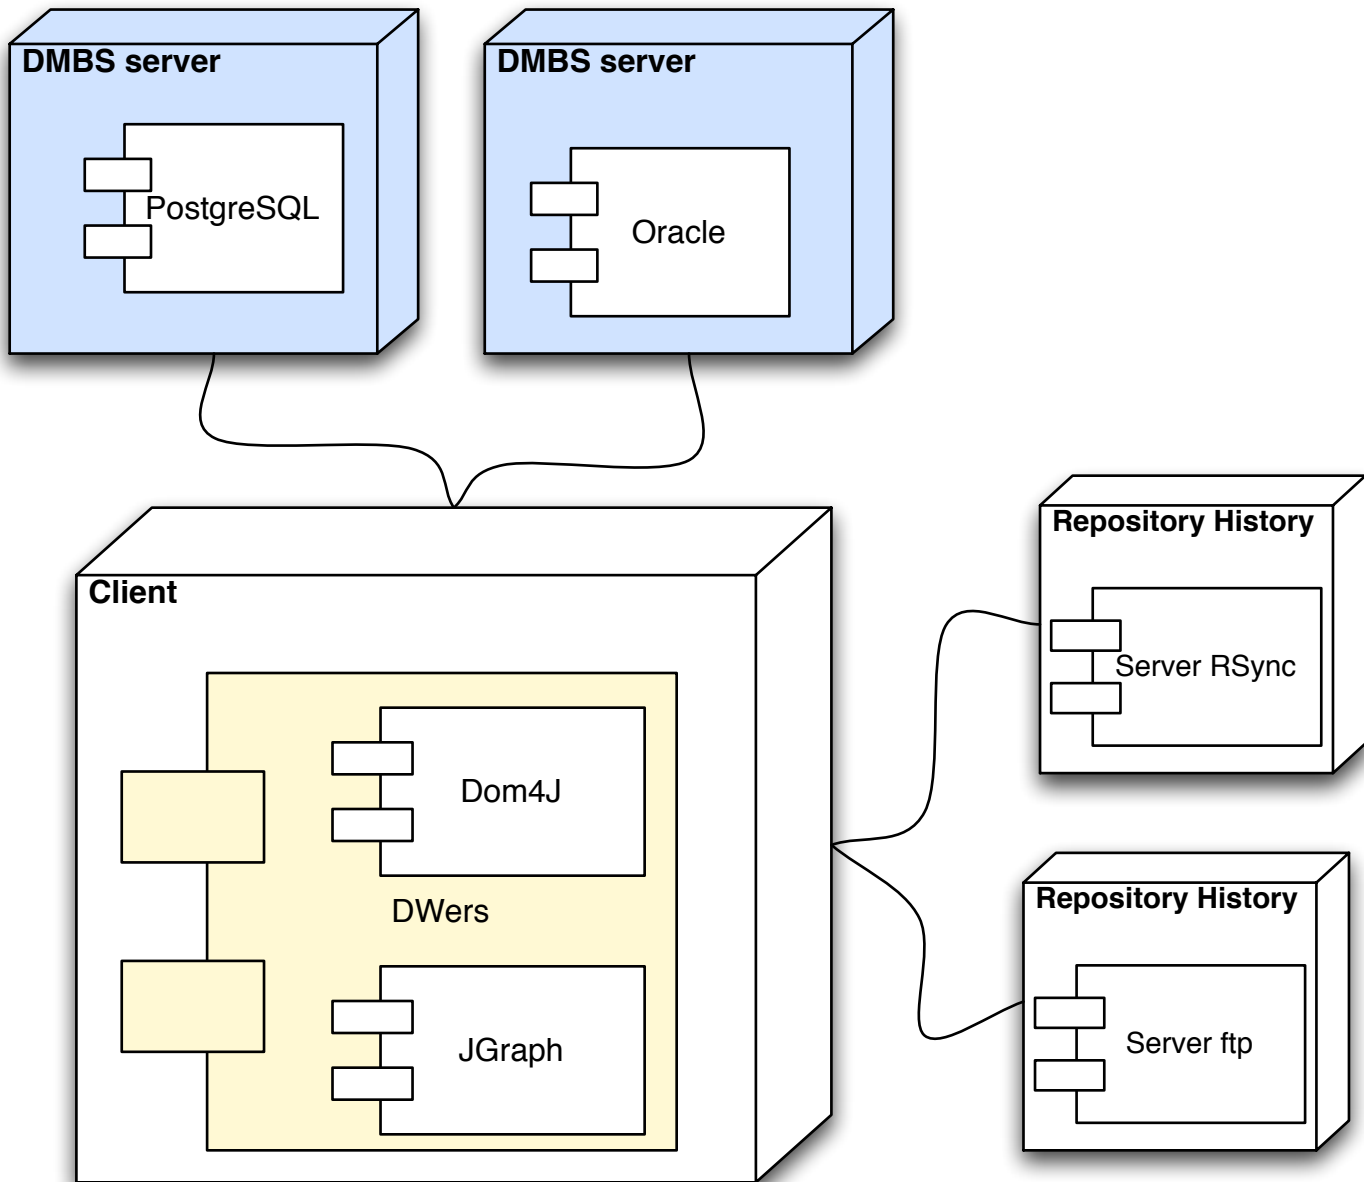 DMBS server
DMBS server
PostgreSQL
Oracle
Repository History
Client
Server RSync
Dom4J
DWers
Repository History
JGraph
Server ftp